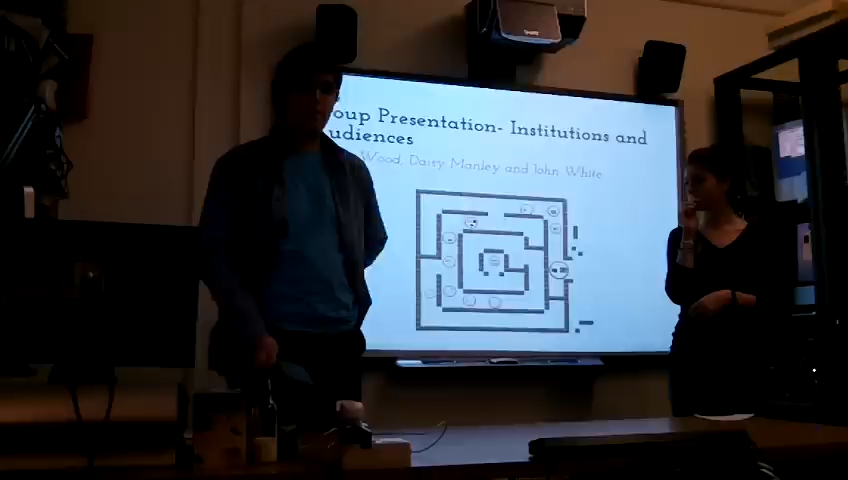 oup Presentation- Institutions and
udiences
Wood, Daisy Manley and John White